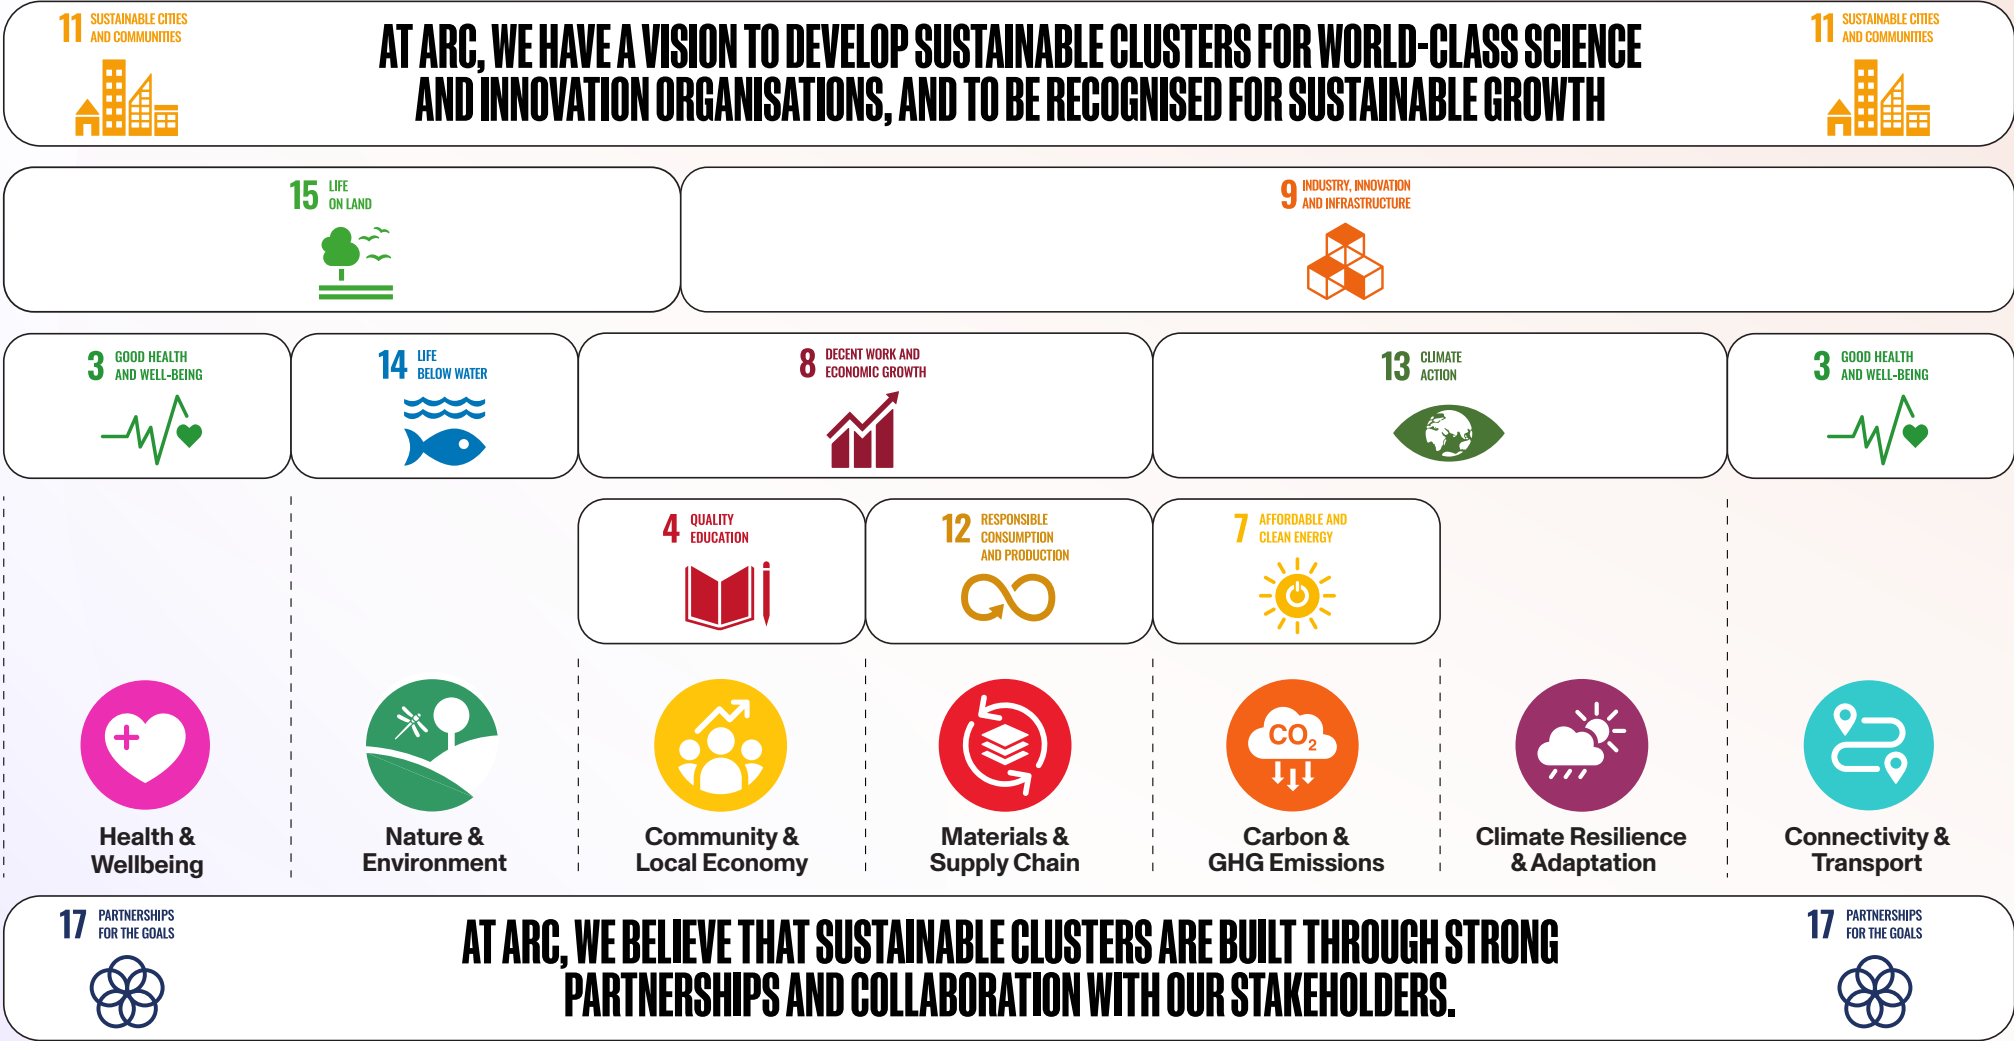 11 SUSTAINABLE CITIES
AND COMMUNITIES
AT ARC, WE HAVE A VISION TO DEVELOP SUSTAINABLE CLUSTERS FOR WORLD-CLASS SCIENCE
AND INNOVATION ORGANISATIONS, AND TO BE RECOGNISED FOR SUSTAINABLE GROWTH
11 SUSTAINABLE CITIES
AND COMMUNITIES
15 LIFE
ON LAND
9 INDUSTRY, INNOVATION
AND INFRASTRUCTURE
3 GOOD HEALTH
AND WELL-BEING
14 LIFE
BELOW WATER
8 DECENT WORK AND
ECONOMIC GROWTH
13 CLIMATE
ACTION
3 GOOD HEALTH
AND WELL-BEING
4 QUALITY
EDUCATION
12 RESPONSIBLE
CONSUMPTION
AND PRODUCTION
7 AFFORDABLE AND
CLEAN ENERGY
CO2
Health &
Wellbeing
Nature &
Environment
Community &
Local Economy
Materials &
Supply Chain
Carbon &
GHG Emissions
Climate Resilience
& Adaptation
Connectivity &
Transport
17 PARTNERSHIPS
FOR THE GOALS
AT ARC, WE BELIEVE THAT SUSTAINABLE CLUSTERS ARE BUILT THROUGH STRONG
PARTNERSHIPS AND COLLABORATION WITH OUR STAKEHOLDERS.
17 PARTNERSHIPS
FOR THE GOALS